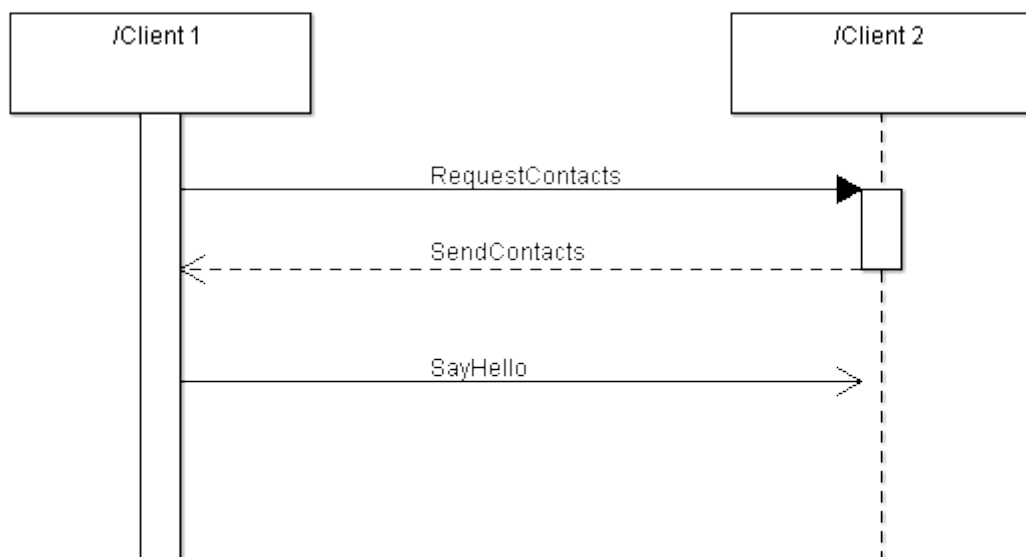 /Client 1
/Client 2
RequestContacts
SendContacts
SayHello